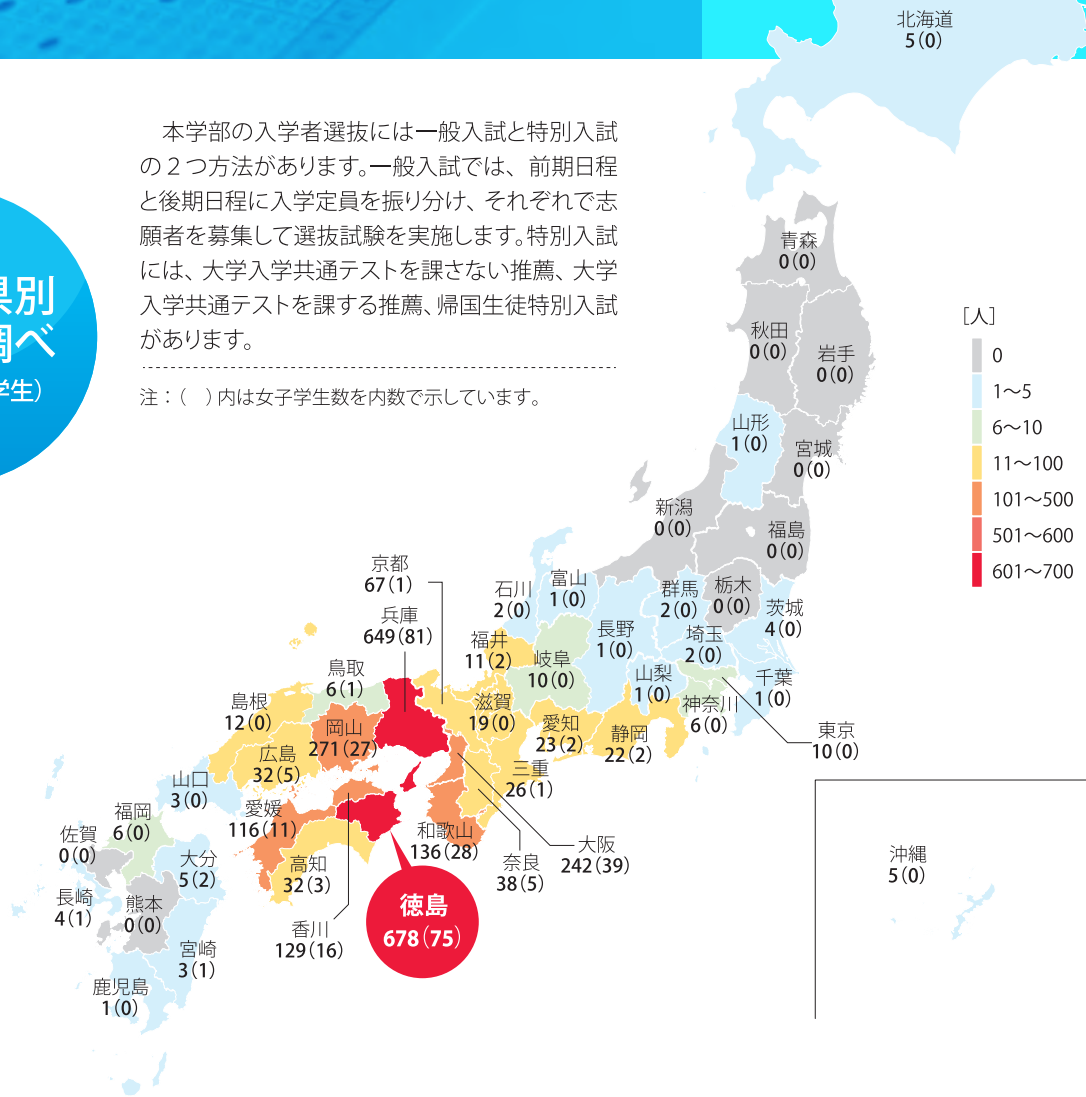 北海道
5(0)
本学部の入学者選抜には一般入試と特別入試
の2つ方法があります。一般入試では、前期日程
と後期日程に入学定員を振り分け、それぞれで志
願者を募集して選抜試験を実施します。特別入試
には、大学入学共通テストを課さない推薦、大学
入学共通テストを課する推薦、帰国生徒特別入試
があります。
注：（　）内は女子学生数を内数で示しています。
県別
調べ
学生）
青森
0(0)
秋田
0(0)
岩手
0(0)
山形
1(0)
宮城
0(0)
新潟
0(0)
福島
0(0)
［人］
0
1～5
6～10
11～100
101～500
501～600
601～700
京都
67(1)
兵庫
649(81)
石川
2(0)
富山
1(0)
群馬
2(0)
栃木
0(0)
茨城
4(0)
福井
11(2)
岐阜
10(0)
長野
1(0)
埼玉
2(0)
山梨
1(0)
千葉
1(0)
神奈川
6(0)
東京
10(0)
鳥取
6(1)
島根
12(0)
岡山
271(27)
広島
32(5)
滋賀
19(0)
愛知
23(2)
静岡
22(2)
三重
26(1)
山口
3(0)
福岡
6(0)
佐賀
0(0)
大分
5(2)
長崎
4(1)
熊本
0(0)
宮崎
3(1)
鹿児島
1(0)
愛媛
116(11)
高知
32(3)
香川
129(16)
徳島
678(75)
和歌山
136(28)
奈良
38(5)
大阪
242(39)
沖縄
5(0)